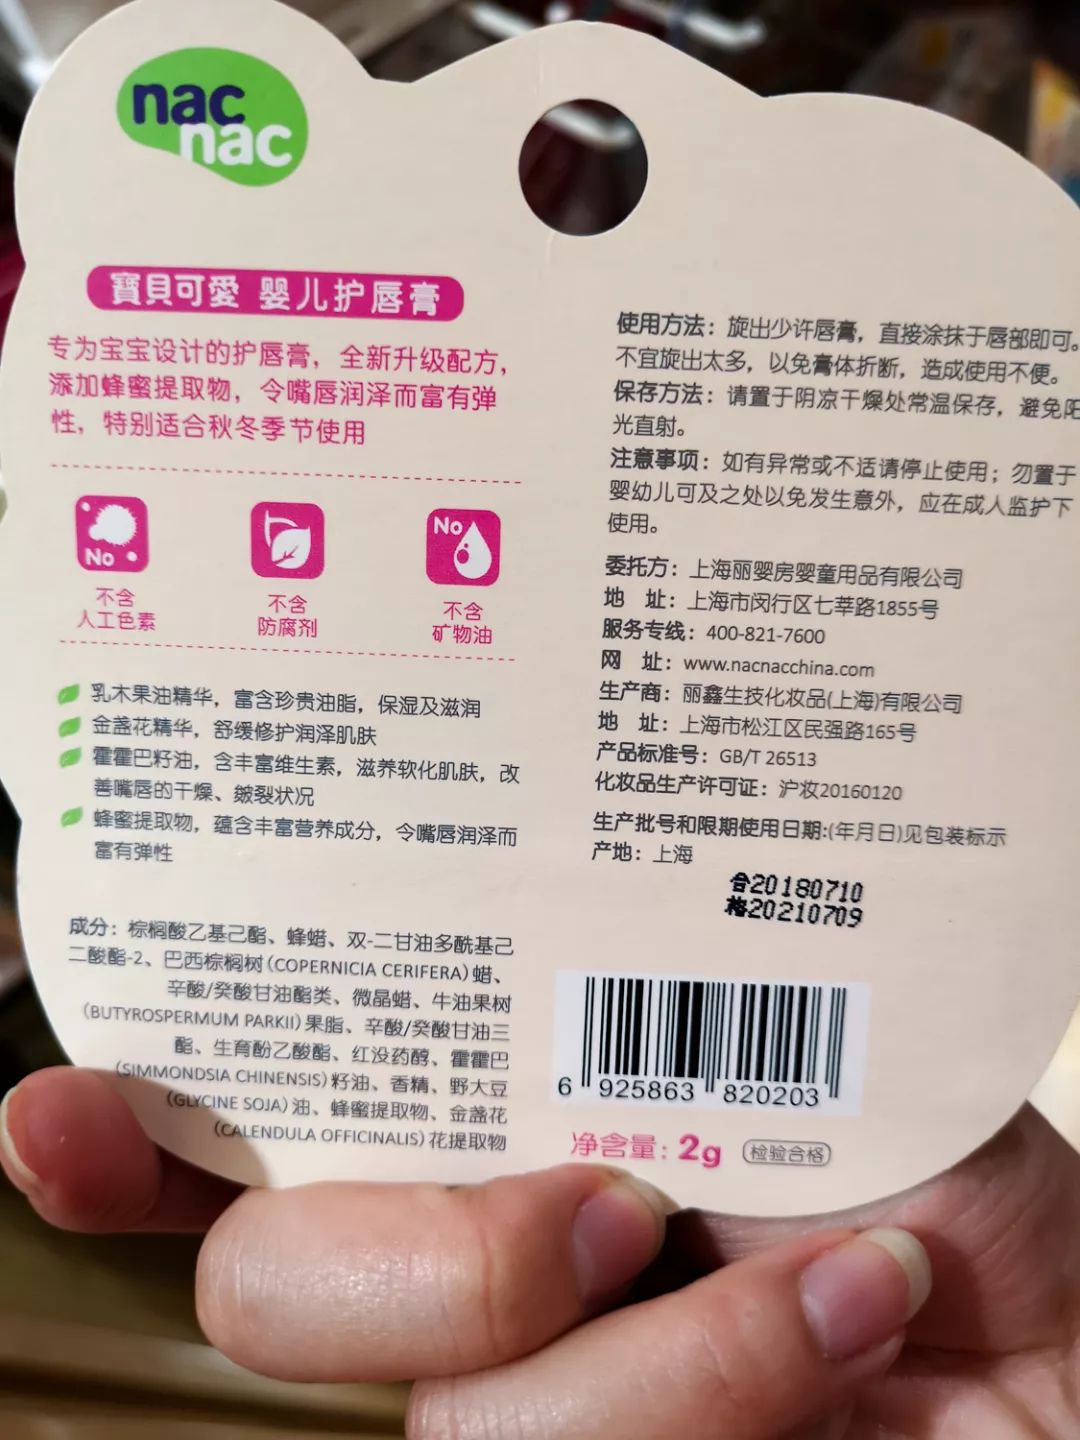 nac
nac
寶貝可愛 婴儿护唇膏
专为宝宝设计的护唇膏，全新升级配方，
添加蜂蜜提取物，令嘴唇润泽而富有弹
性，特别适合秋冬季节使用
No
No
不含
人工色素
不含
防腐剂
不含
矿物油
乳木果油精华，富含珍贵油脂，保湿及滋润
金盏花精华，舒缓修护润泽肌肤
霍霍巴籽油，含丰富维生素，滋养软化肌肤，改
善嘴唇的干燥、皴裂状况
蜂蜜提取物，蕴含丰富营养成分，令嘴唇润泽而
富有弹性
成分：棕榈酸乙基己酯、蜂蜡、双-二甘油多酰基己
二酸酯-2、巴西棕榈树(COPERNICIA CERIFERA)蜡、
辛酸/癸酸甘油酯类、微晶蜡、牛油果树
(BUTYROSPERMUM PARKII)果脂、辛酸/癸酸甘油三
酯、生育酚乙酸酯、红没药醇、霍霍巴
(SIMMONDSIA CHINENSIS)籽油、香精、野大豆
(GLYCINE SOJA)油、蜂蜜提取物、金盏花
(CALENDULA OFFICINALIS)花提取物
使用方法：旋出少许唇膏，直接涂抹于唇部即可。
不宜旋出太多，以免膏体折断，造成使用不便。
保存方法：请置于阴凉干燥处常温保存，避免阳
光直射。
注意事项：如有异常或不适请停止使用；勿置于
婴幼儿可及之处以免发生意外，应在成人监护下
使用。
委托方：上海丽婴房婴童用品有限公司
地 址：上海市闵行区七莘路1855号
服务专线：400-821-7600
网 址：www.nacnacchina.com
生产商：丽鑫生技化妆品(上海)有限公司
地 址：上海市松江区民强路165号
产品标准号：GB/T 26513
化妆品生产许可证：沪妆20160120
生产批号和限期使用日期:(年月日)见包装标示
产地：上海
合20180710
格20210709
6 925863 820203
净含量：2g 检验合格